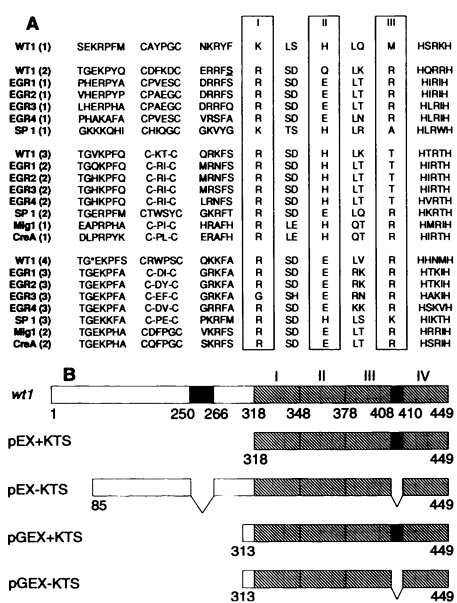 A
I II III
WT1 (1) SEKRPFM CAYPGC NKRYF K LS H LQ M HSRKH
WT1 (2) TGEKPYQ CDFKDC ERRFS R SD Q LK R HQRRH
EGR1 (1) PHERPYA CPVESC DRRFS R SD E LT R HIRIH
EGR2 (1) VHERPYP CPAEGC DRRFS R SD E LT R HIRIH
EGR3 (1) LHERPHA CPAEGC DRRFQ R SD E LT R HLRIH
EGR4 (1) PHAKAFA CPVESC VRSFA R SD E LN R HLRIH
SP 1 (1) GKKKQHI CHIQGC GKVYG K TS H LR A HLRWH
WT1 (3) TGVKPFQ C-KT-C QRKFS R SD H LK T HTRTH
EGR1 (2) TGQKPFQ C-RI-C MRNFS R SD H LT T HIRTH
EGR2 (2) TGHKPFQ C-RI-C MRNFS R SD H LT T HIRTH
EGR3 (2) TGHKPFQ C-RI-C MRSFS R SD H LT T HIRTH
EGR4 (2) TGHKPFQ C-RI-C LRNFS R SD H LT T HVRTH
SP 1 (2) TGERPFM CTWSYC GKRFT R SD E LQ R HKRTH
Mig1 (1) EAPRPHA C-PI-C HRAFH R LE H QT R HMRIH
CreA (1) DLPRPYK C-PL-C ERAFH R LE H QT R HIRTH
WT1 (4) TG*EKPFS CRWPSC QKKFA R SD E LV R HHNMH
EGR1 (3) TGEKPFA C-DI-C GRKFA R SD E RK R HTKIH
EGR2 (3) TGEKPFA C-DY-C GRKFA R SD E RK R HTKIH
EGR3 (3) TGEKPFA C-EF-C GRKFA G SH E RN R HAKIH
EGR4 (3) TGEKPFA C-DV-C GRRFA R SD E KK R HSKVH
SP 1 (3) TGEKKFA C-PE-C PKRFM R SD H LS K HIKTH
Mig1 (2) TGEKPHA CDFPGC VKRFS R SD E LT R HRRIH
CreA (2) TGEKPHA CQFPGC SKRFS R SD E LT R HSRIH
B
I II III IV
wt1
1 250 266 318 348 378 408 410 449
pEX+KTS
318 449
pEX-KTS
85 449
pGEX+KTS
313 449
pGEX-KTS
313 449